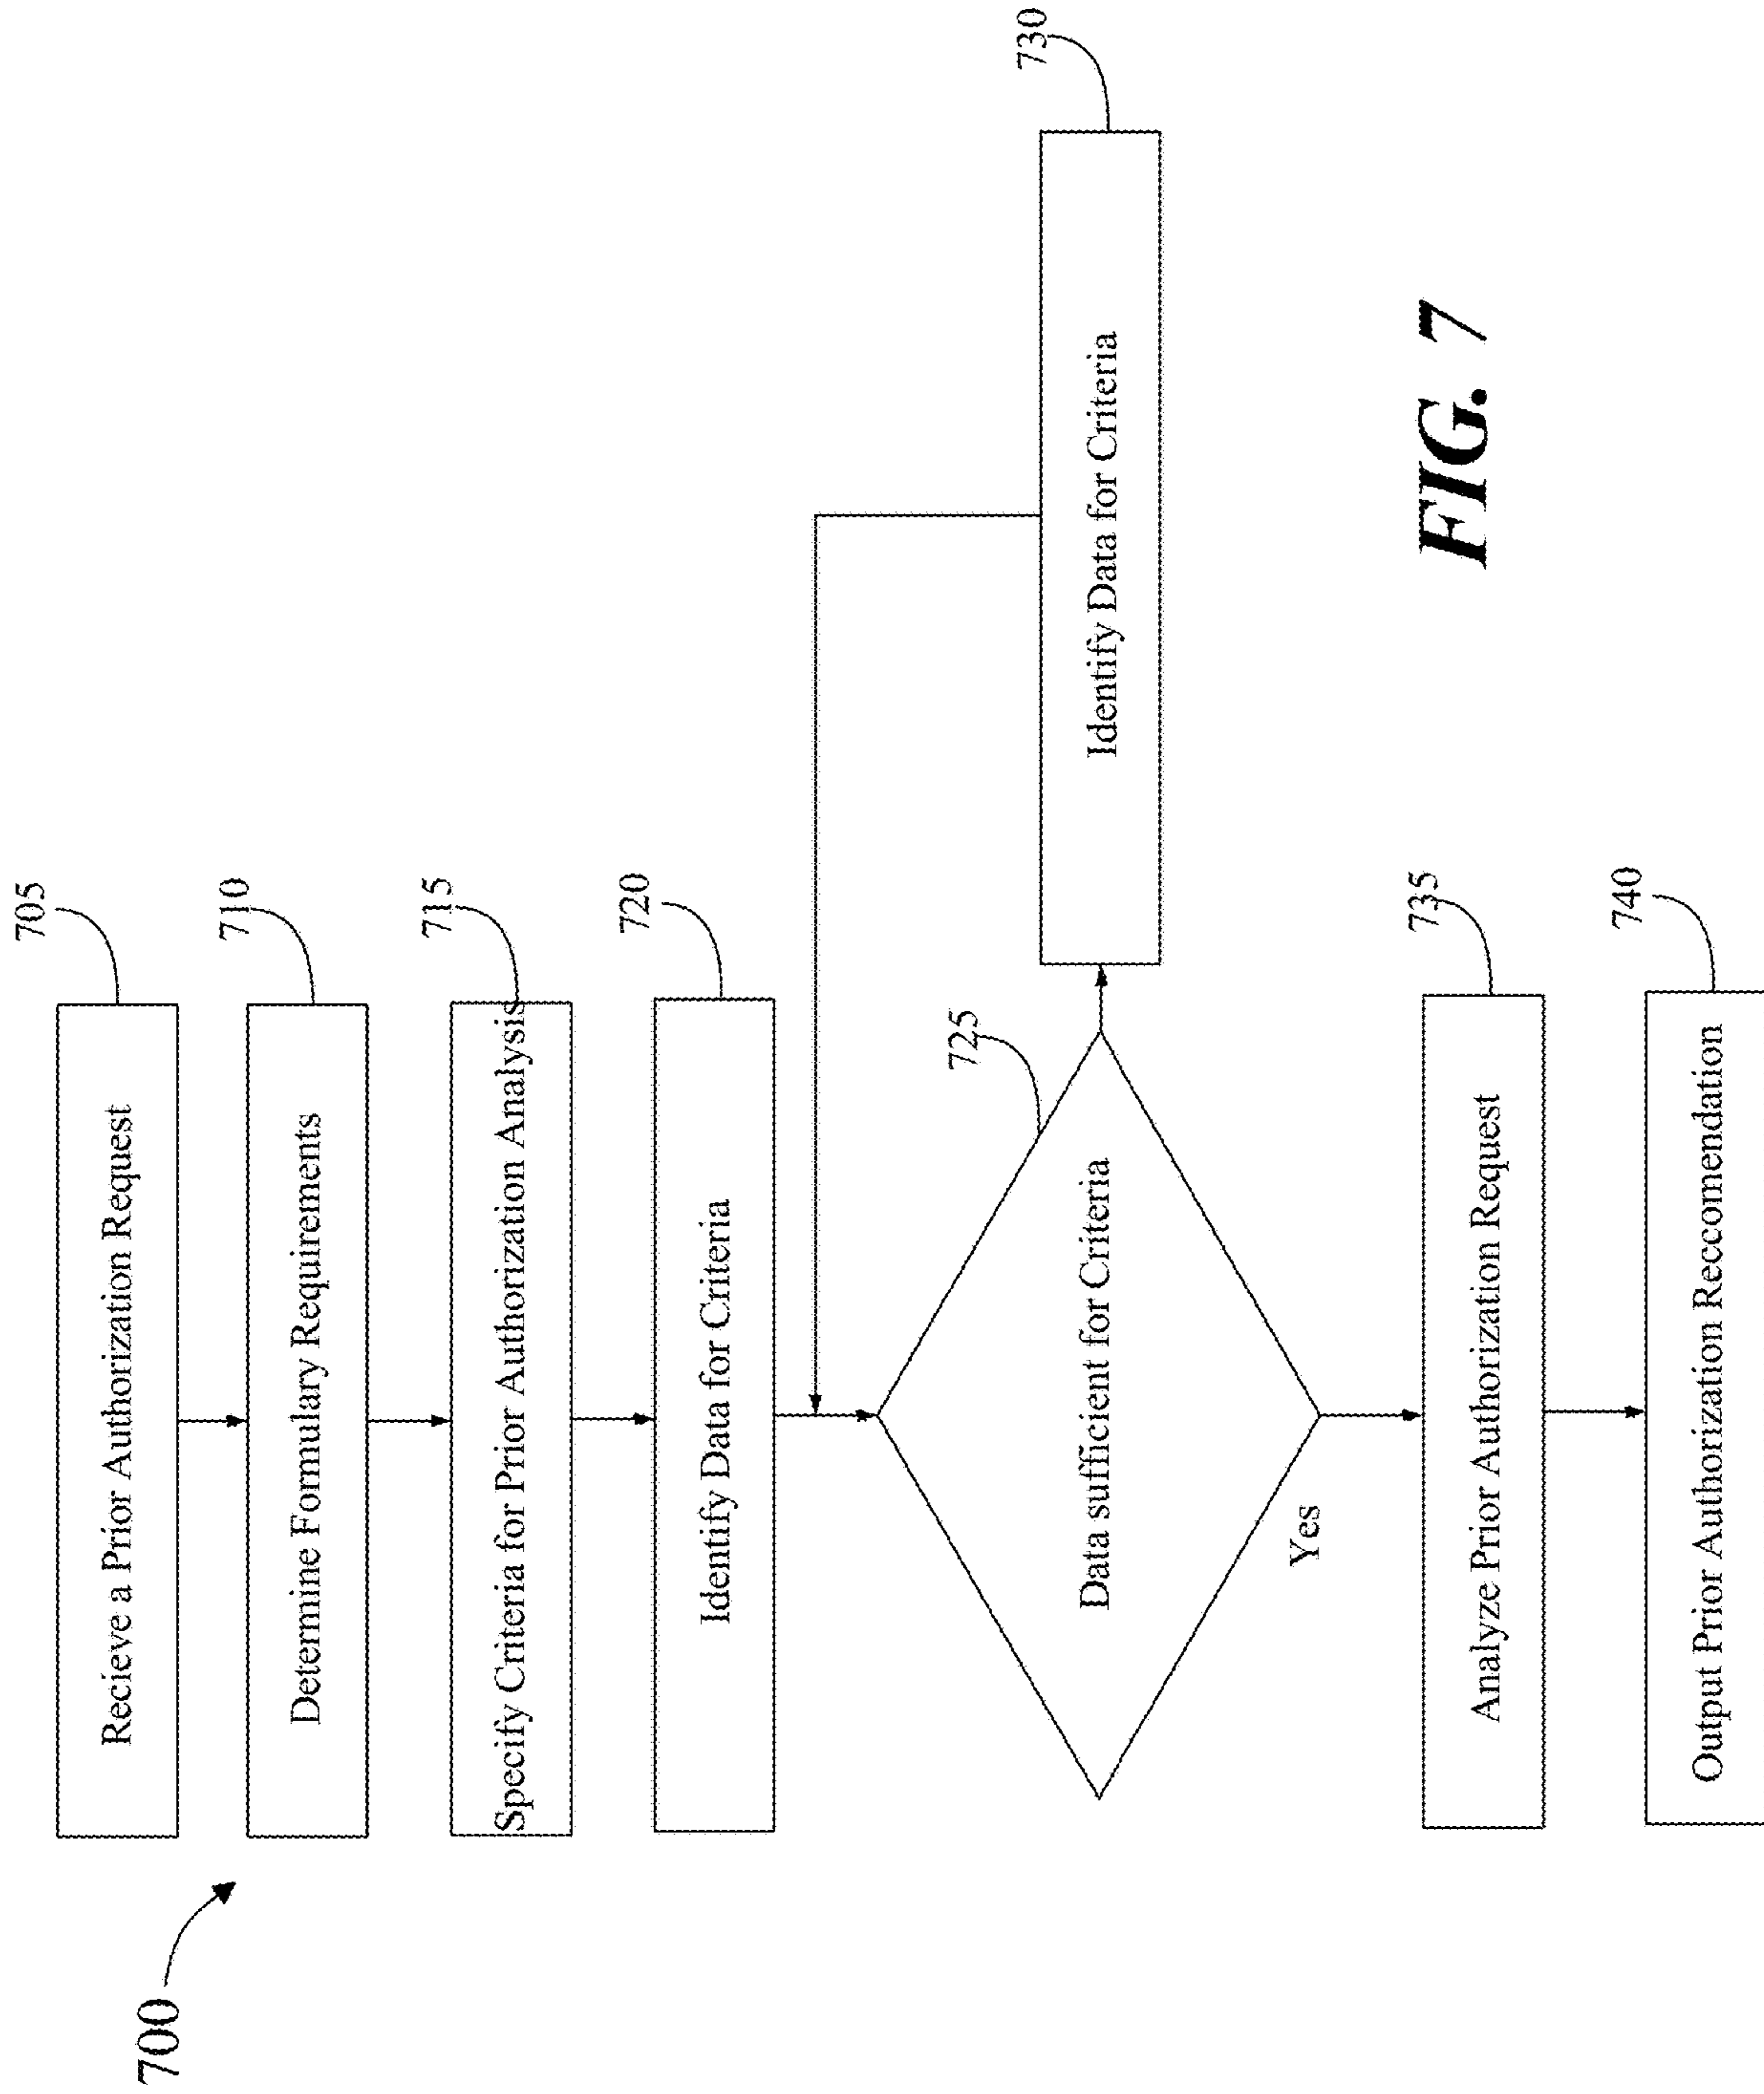 700
705
Recieve a Prior Authorization Request
710
Determine Formulary Requirements
715
Specify Criteria for Prior Authorization Analysis
720
Identify Data for Criteria
725
Data sufficient for Criteria
730
Identify Data for Criteria
Yes
735
Analyze Prior Authorization Request
740
Output Prior Authorization Reccomendation
FIG. 7